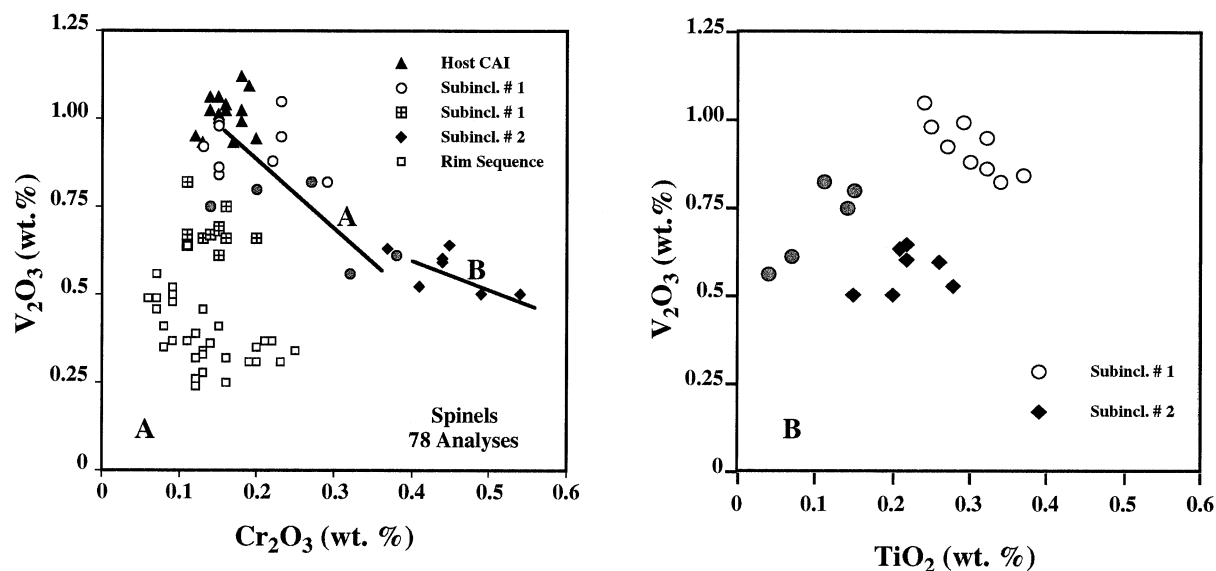 1.25
1.00
0.75
0.50
0.25
0
V₂O₃ (wt.%)
Host CAI
Subincl. # 1
Subincl. # 1
Subincl. # 2
Rim Sequence
A
B
A
Spinels
78 Analyses
0 0.1 0.2 0.3 0.4 0.5 0.6
Cr₂O₃ (wt. %)
1.25
1.00
0.75
0.50
0.25
0
V₂O₃ (wt.%)
Subincl. # 1
Subincl. # 2
B
0 0.1 0.2 0.3 0.4 0.5 0.6
TiO₂ (wt. %)